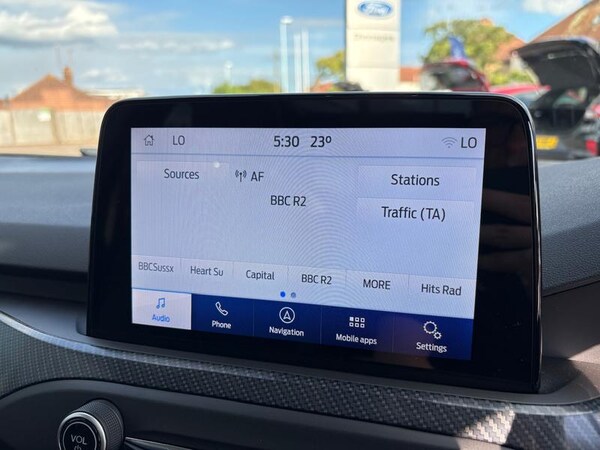 Ford
LO 5:30 23° LO
Sources AF Stations
BBC R2
Traffic (TA)
BBCSussx Heart Su Capital BBC R2 MORE Hits Rad
Audio Phone Navigation Mobile apps Settings
VOL